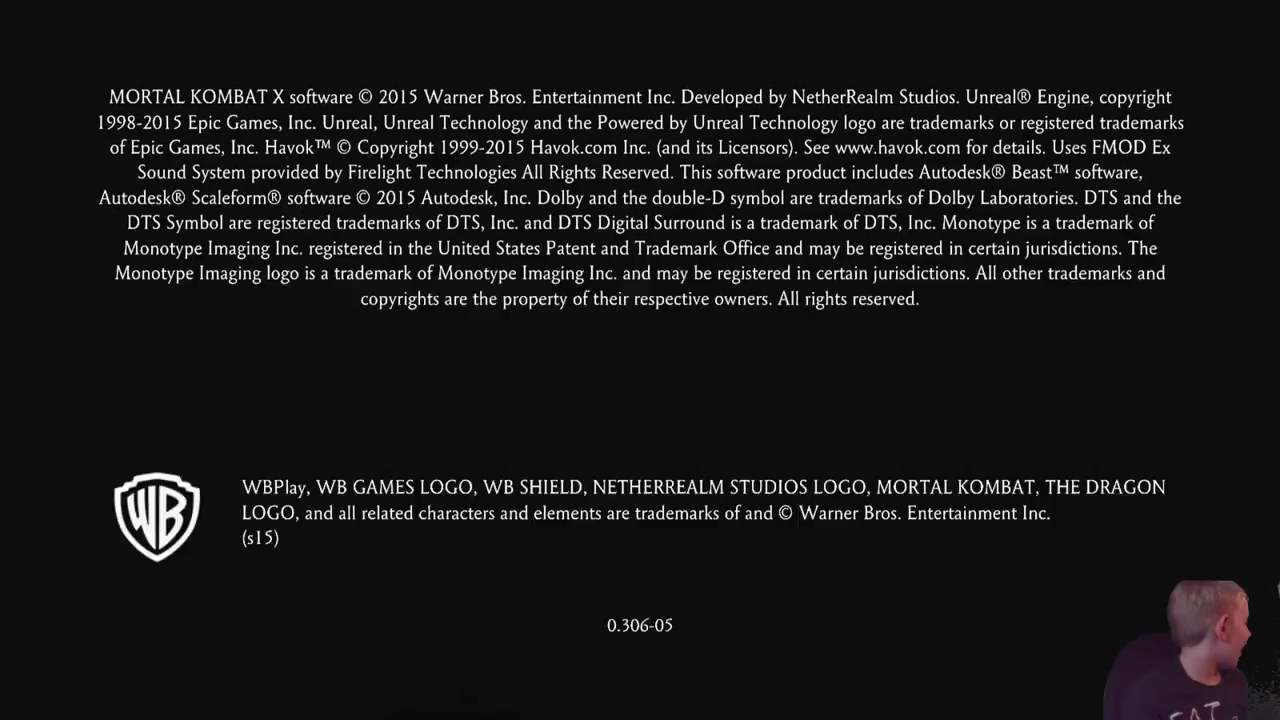 MORTAL KOMBAT X software © 2015 Warner Bros. Entertainment Inc. Developed by NetherRealm Studios. Unreal® Engine, copyright
1998-2015 Epic Games, Inc. Unreal, Unreal Technology and the Powered by Unreal Technology logo are trademarks or registered trademarks
of Epic Games, Inc. Havok™ © Copyright 1999-2015 Havok.com Inc. (and its Licensors). See www.havok.com for details. Uses FMOD Ex
Sound System provided by Firelight Technologies All Rights Reserved. This software product includes Autodesk® Beast™ software,
Autodesk® Scaleform® software © 2015 Autodesk, Inc. Dolby and the double-D symbol are trademarks of Dolby Laboratories. DTS and the
DTS Symbol are registered trademarks of DTS, Inc. and DTS Digital Surround is a trademark of DTS, Inc. Monotype is a trademark of
Monotype Imaging Inc. registered in the United States Patent and Trademark Office and may be registered in certain jurisdictions. The
Monotype Imaging logo is a trademark of Monotype Imaging Inc. and may be registered in certain jurisdictions. All other trademarks and
copyrights are the property of their respective owners. All rights reserved.
WB
WBPlay, WB GAMES LOGO, WB SHIELD, NETHERREALM STUDIOS LOGO, MORTAL KOMBAT, THE DRAGON
LOGO, and all related characters and elements are trademarks of and © Warner Bros. Entertainment Inc.
(s15)
0.306-05